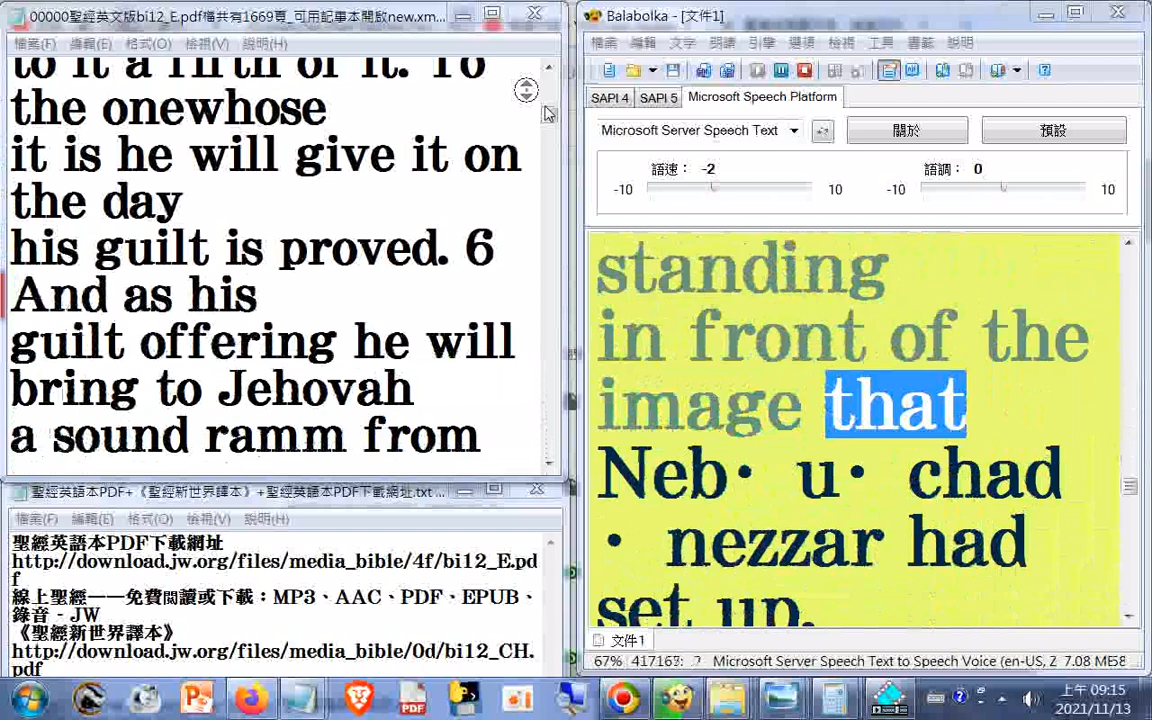 00000聖經英文版bi12_E.pdf檔共有1669頁_可用記事本開啟new.xm...
檔案(F) 編輯(E) 格式(O) 檢視(V) 說明(H)
to it a fifth of it. To
the onewhose
it is he will give it on
the day
his guilt is proved. 6
And as his
guilt offering he will
bring to Jehovah
a sound ramm from
聖經英語本PDF+《聖經新世界譯本》+聖經英語本PDF下載網址.txt ...
檔案(F) 編輯(E) 格式(O) 檢視(V) 說明(H)
聖經英語本PDF下載網址
http://download.jw.org/files/media_bible/4f/bi12_E.pd
f
線上聖經——免費閱讀或下載：MP3、AAC、PDF、EPUB、
錄音 - JW
《聖經新世界譯本》
http://download.jw.org/files/media_bible/0d/bi12_CH.
pdf
Balabolka - [文件1]
檔案 編輯 文字 朗讀 引擎 選項 檢視 工具 書籤 說明
SAPI 4 SAPI 5 Microsoft Speech Platform
Microsoft Server Speech Text 關於 預設
語速： -2 語調： 0
-10 10 -10 10
standing
in front of the
image that
Neb· u· chad
· nezzar had
set up.
文件1
67% Microsoft Server Speech Text to Speech Voice (en-US, Z 7.08 ME
上午 09:15
2021/11/13